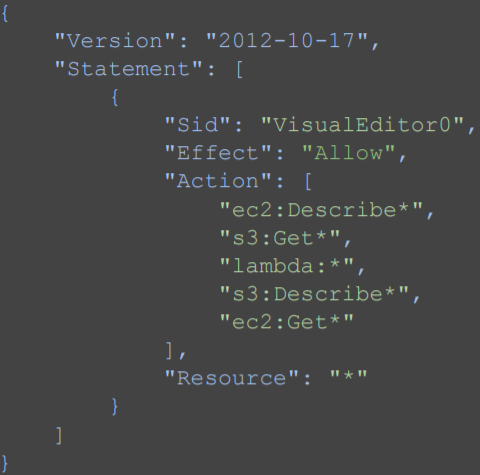 {
    "Version": "2012-10-17",
    "Statement": [
        {
            "Sid": "VisualEditor0",
            "Effect": "Allow",
            "Action": [
                "ec2:Describe*",
                "s3:Get*",
                "lambda:*",
                "s3:Describe*",
                "ec2:Get*"
            ],
            "Resource": "*"
        }
    ]
}